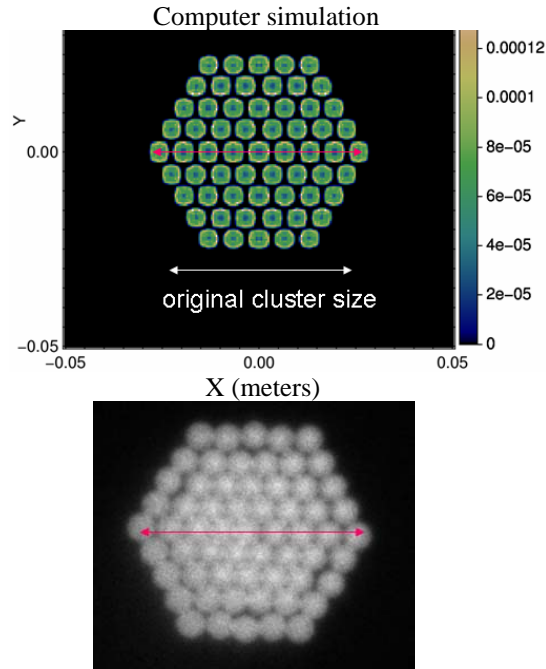 Computer simulation
0.00012
0.0001
8e-05
6e-05
4e-05
2e-05
0
Y
0.00
−0.05
original cluster size
−0.05 0.00 0.05
X (meters)